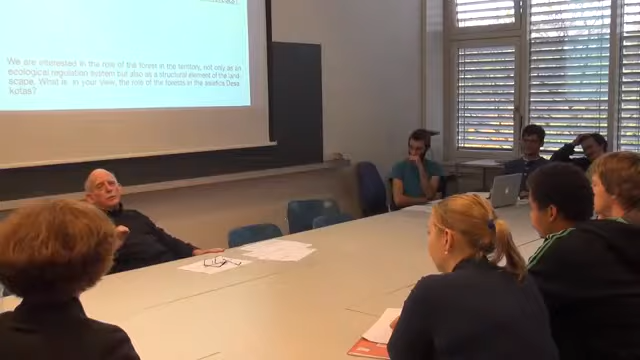 We are interested in the role of the forest in the territory, not only as an
ecological regulation system but also as a structural element of the land-
scape. What is in your view, the role of the forests in the asiatics Desa
kotas?